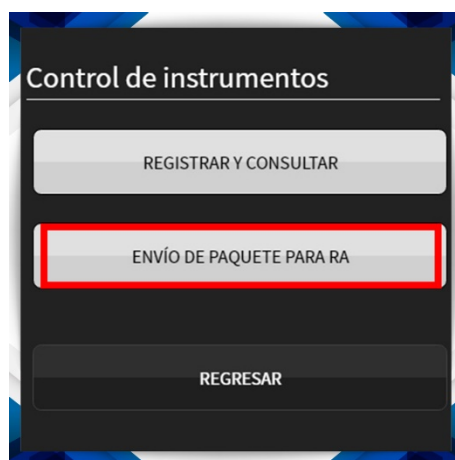 Control de instrumentos
REGISTRAR Y CONSULTAR
ENVÍO DE PAQUETE PARA RA
REGRESAR